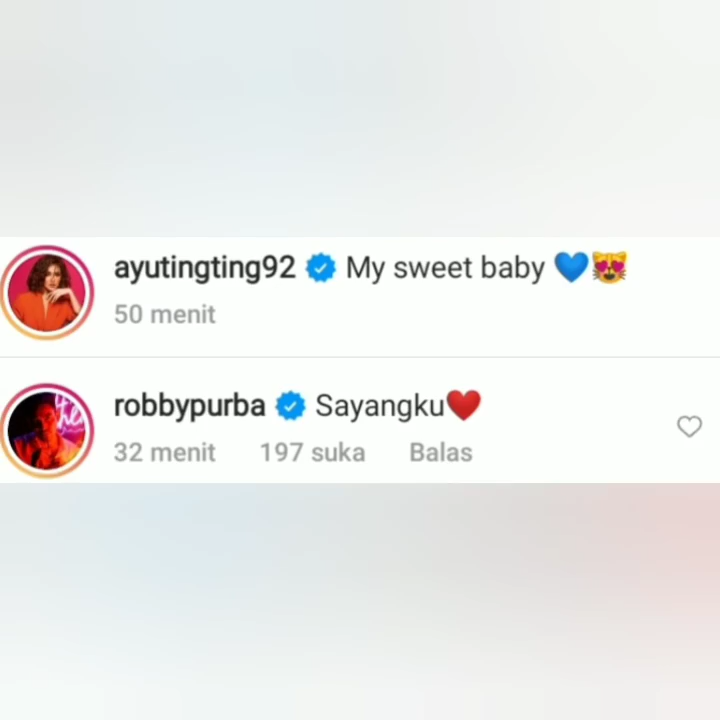 ayutingting92 My sweet baby 💙😻
50 menit
robbypurba Sayangku❤️
32 menit 197 suka Balas